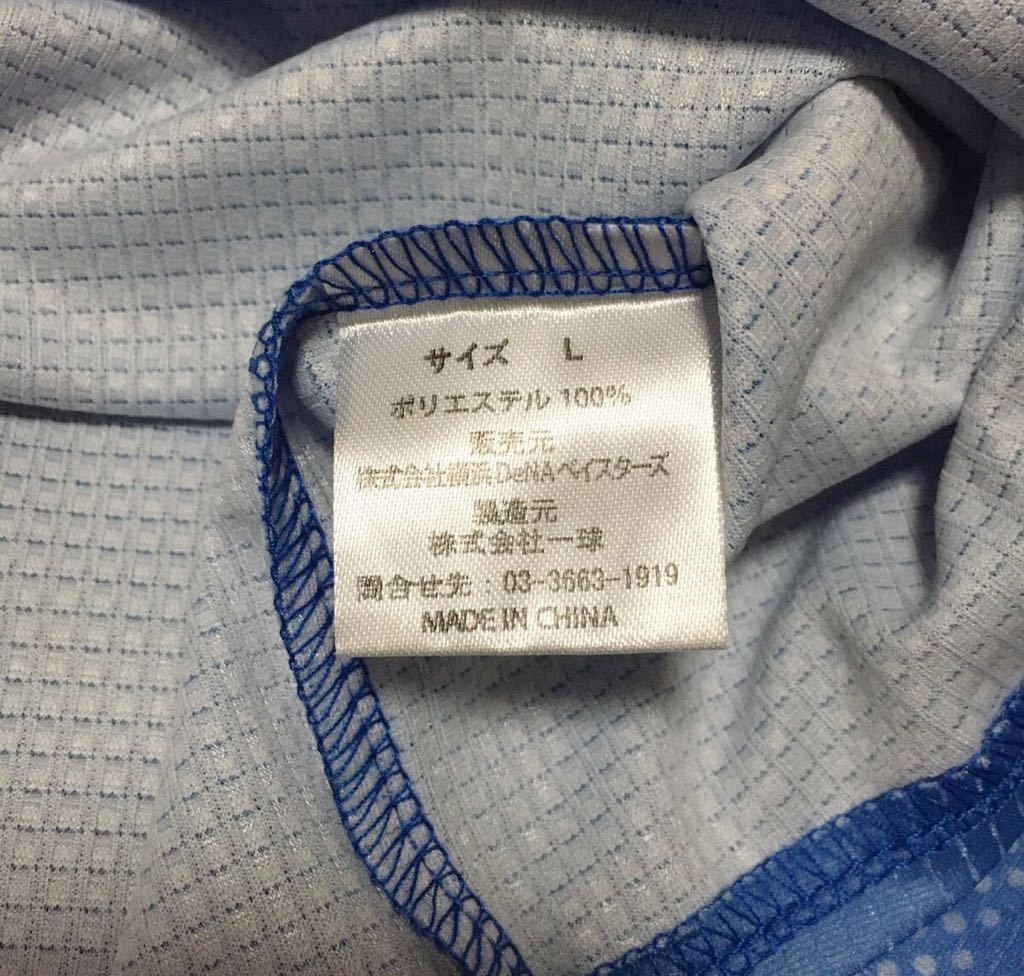 サイズ L
ポリエステル 100%
販売元
株式会社横浜DeNAベイスターズ
製造元
株式会社一球
問合せ先：03-3663-1919
MADE IN CHINA